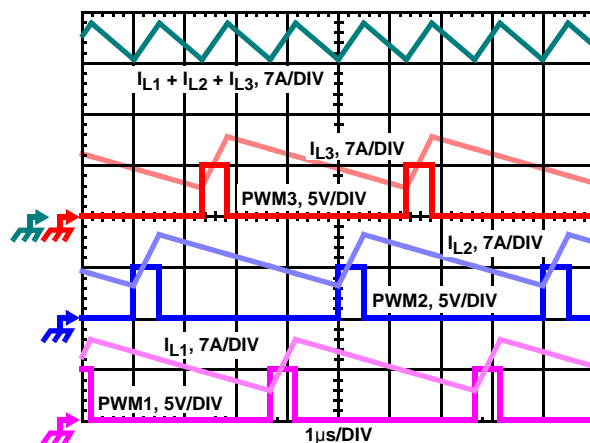 I_L1 + I_L2 + I_L3, 7A/DIV
I_L3, 7A/DIV
PWM3, 5V/DIV
I_L2, 7A/DIV
PWM2, 5V/DIV
I_L1, 7A/DIV
PWM1, 5V/DIV
1µs/DIV